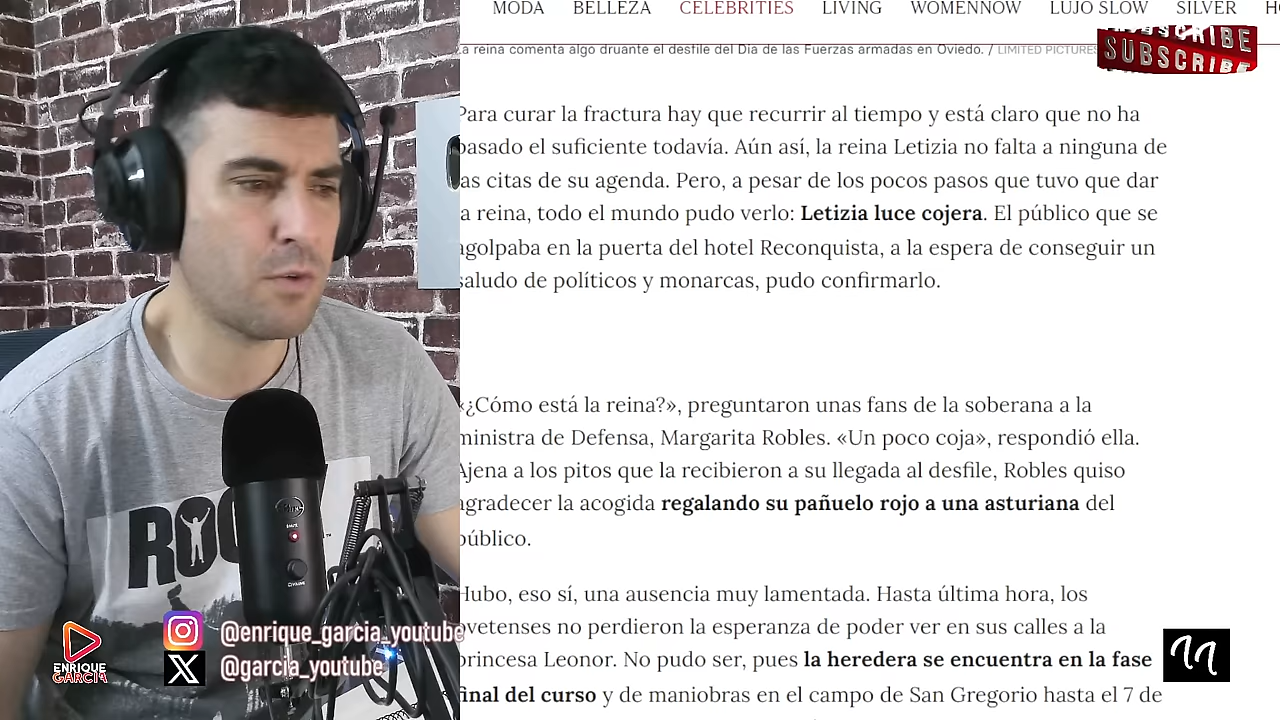 MODA BELLEZA CELEBRITIES LIVING WOMENNOW LUJO SLOW SILVER
La reina comenta algo druante el desfile del Día de las Fuerzas armadas en Oviedo. / LIMITED PICTURES
SUBSCRIBE
SUBSCRIBE
Para curar la fractura hay que recurrir al tiempo y está claro que no ha
pasado el suficiente todavía. Aún así, la reina Letizia no falta a ninguna de
las citas de su agenda. Pero, a pesar de los pocos pasos que tuvo que dar
la reina, todo el mundo pudo verlo: Letizia luce cojera. El público que se
agolpaba en la puerta del hotel Reconquista, a la espera de conseguir un
saludo de políticos y monarcas, pudo confirmarlo.
«¿Cómo está la reina?», preguntaron unas fans de la soberana a la
ministra de Defensa, Margarita Robles. «Un poco coja», respondió ella.
Ajena a los pitos que la recibieron a su llegada al desfile, Robles quiso
agradecer la acogida regalando su pañuelo rojo a una asturiana del
público.
Hubo, eso sí, una ausencia muy lamentada. Hasta última hora, los
ovetenses no perdieron la esperanza de poder ver en sus calles a la
princesa Leonor. No pudo ser, pues la heredera se encuentra en la fase
final del curso y de maniobras en el campo de San Gregorio hasta el 7 de
@enrique_garcia_youtube
@garcia_youtube
ENRIQUE
GARCIA